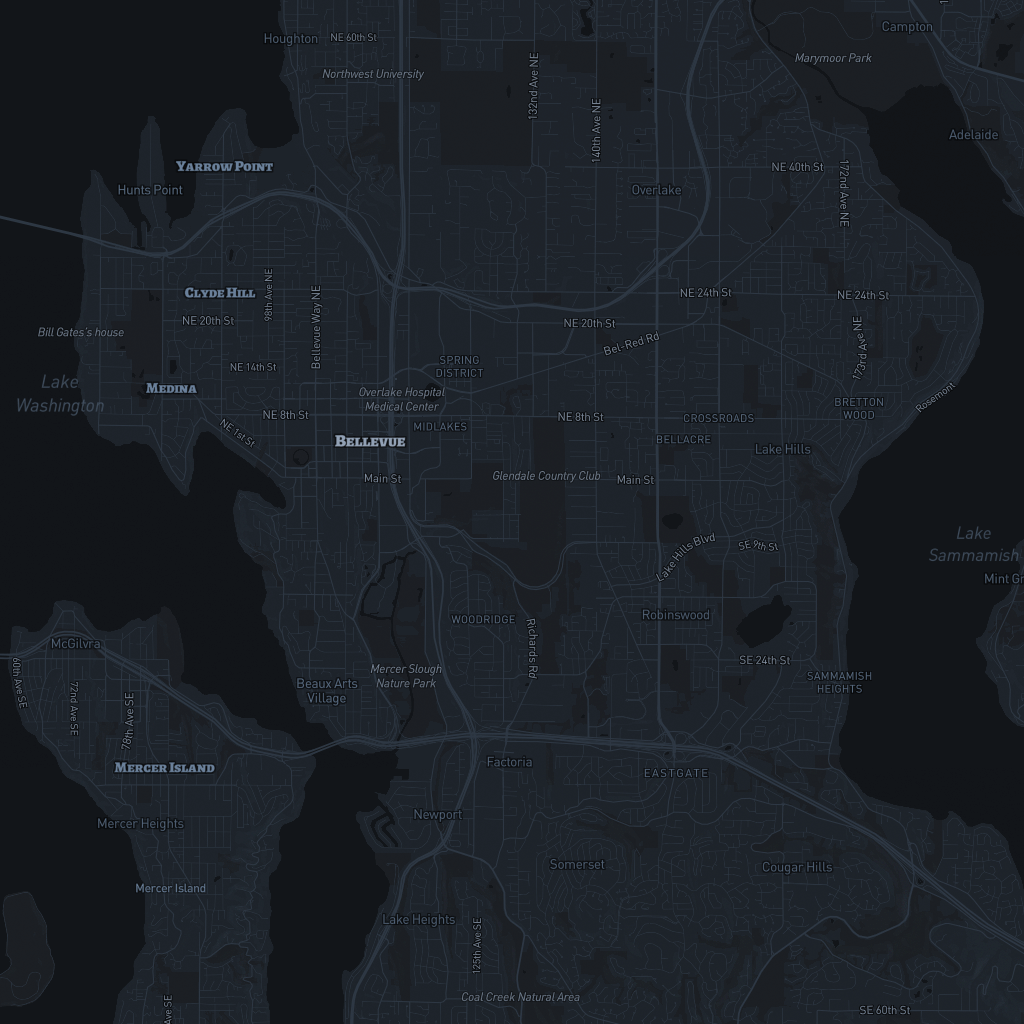 Campton
Houghton
NE 60th St
Marymoor Park
Northwest University
132nd Ave NE
140th Ave NE
Adelaide
Yarrow Point
NE 40th St
172nd Ave NE
Hunts Point
Overlake
Clyde Hill
98th Ave NE
Bellevue Way NE
NE 24th St
NE 24th St
NE 20th St
NE 20th St
Bill Gates's house
Bel-Red Rd
173rd Ave NE
SPRING
DISTRICT
NE 14th St
Lake
Washington
Medina
Overlake Hospital
Medical Center
Rosemont
BRETTON
WOOD
NE 8th St
NE 8th St
CROSSROADS
MIDLAKES
NE 1st St
Bellevue
BELLACRE
Lake Hills
Main St
Glendale Country Club
Main St
Lake
Sammamish
Lake Hills Blvd
SE 9th St
Mint Gr
WOODRIDGE
Robinswood
McGilvra
Richards Rd
60th Ave SE
72nd Ave SE
78th Ave SE
Mercer Slough
Nature Park
SE 24th St
Beaux Arts
Village
SAMMAMISH
HEIGHTS
Mercer Island
Factoria
EASTGATE
Mercer Heights
Newport
Somerset
Cougar Hills
Mercer Island
Lake Heights
125th Ave SE
Coal Creek Natural Area
Ave SE
SE 60th St